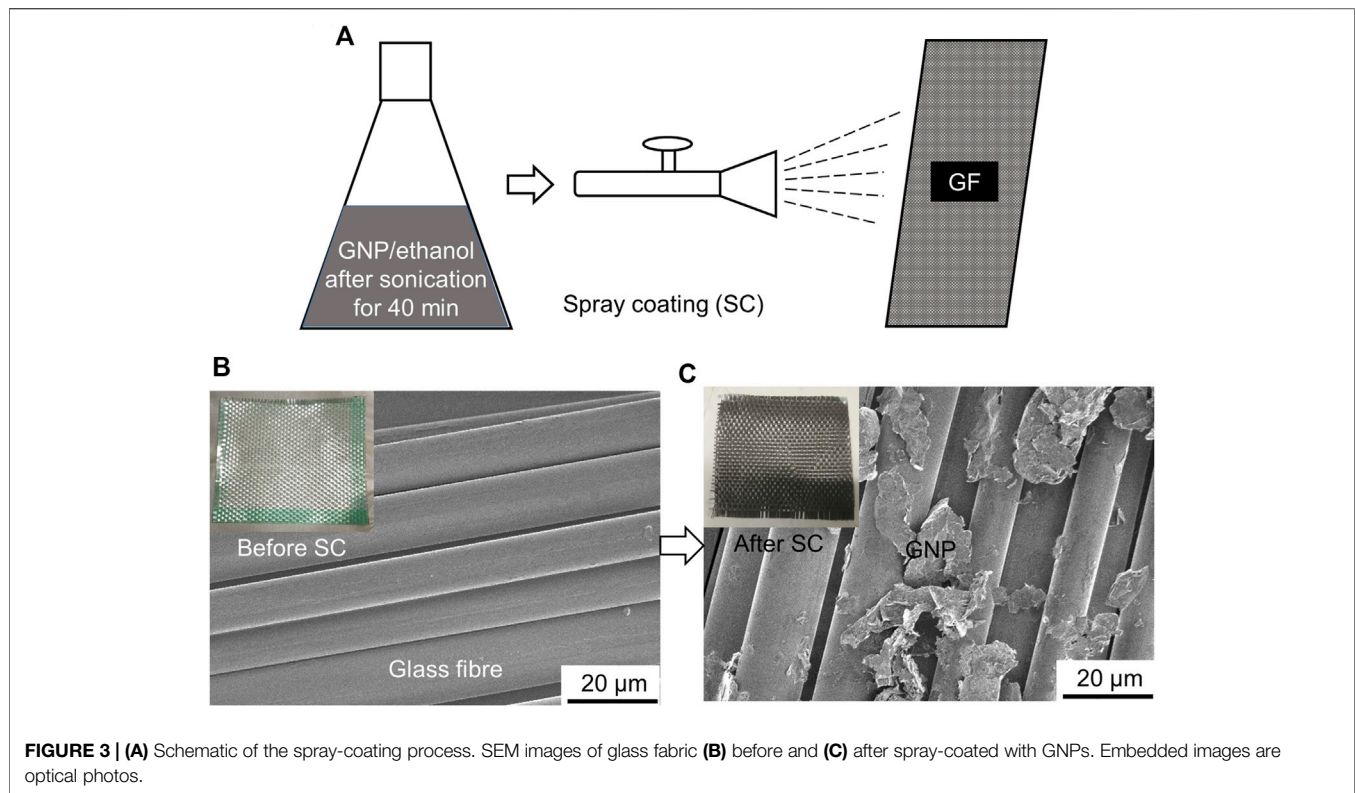 A
GNP/ethanol
after sonication
for 40 min
Spray coating (SC)
GF
B
Before SC
Glass fibre
20 µm
C
After SC
GNP
20 µm
FIGURE 3 | (A) Schematic of the spray-coating process. SEM images of glass fabric (B) before and (C) after spray-coated with GNPs. Embedded images are
optical photos.